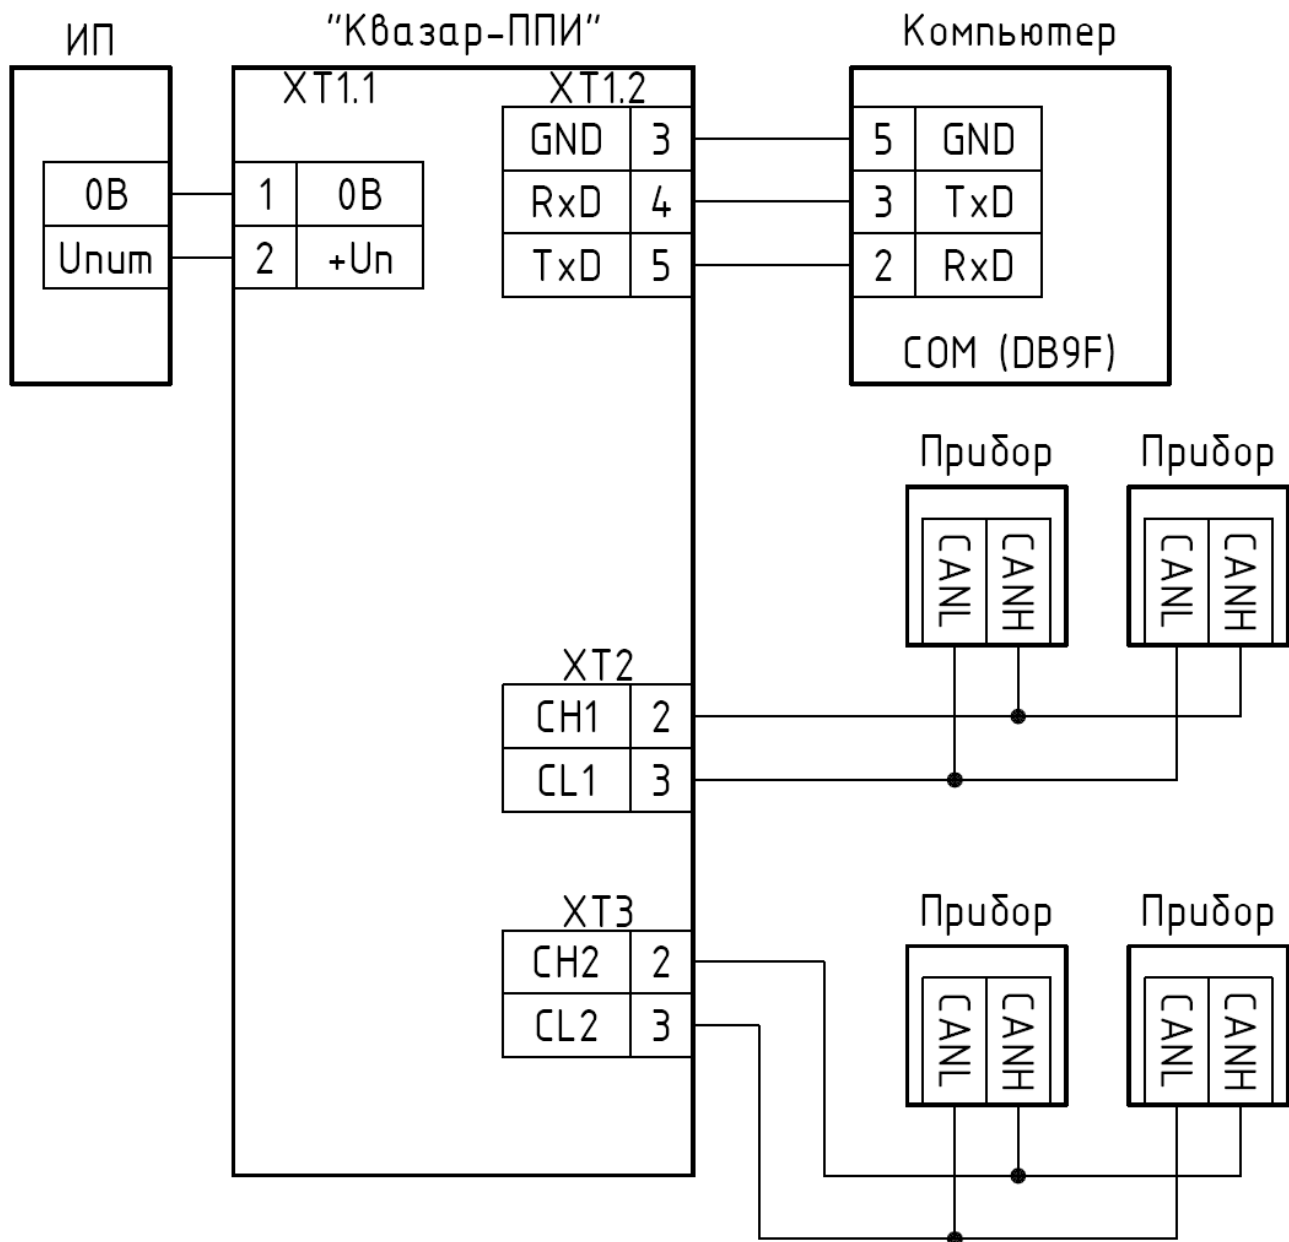 ИП
"Квазар-ППИ"
Компьютер
XT1.1
XT1.2
0В
Uпит
1 0В
2 +Uп
GND 3
RxD 4
TxD 5
5 GND
3 TxD
2 RxD
COM (DB9F)
Прибор
Прибор
CANL
CANH
CANL
CANH
XT2
CH1 2
CL1 3
XT3
CH2 2
CL2 3
Прибор
Прибор
CANL
CANH
CANL
CANH